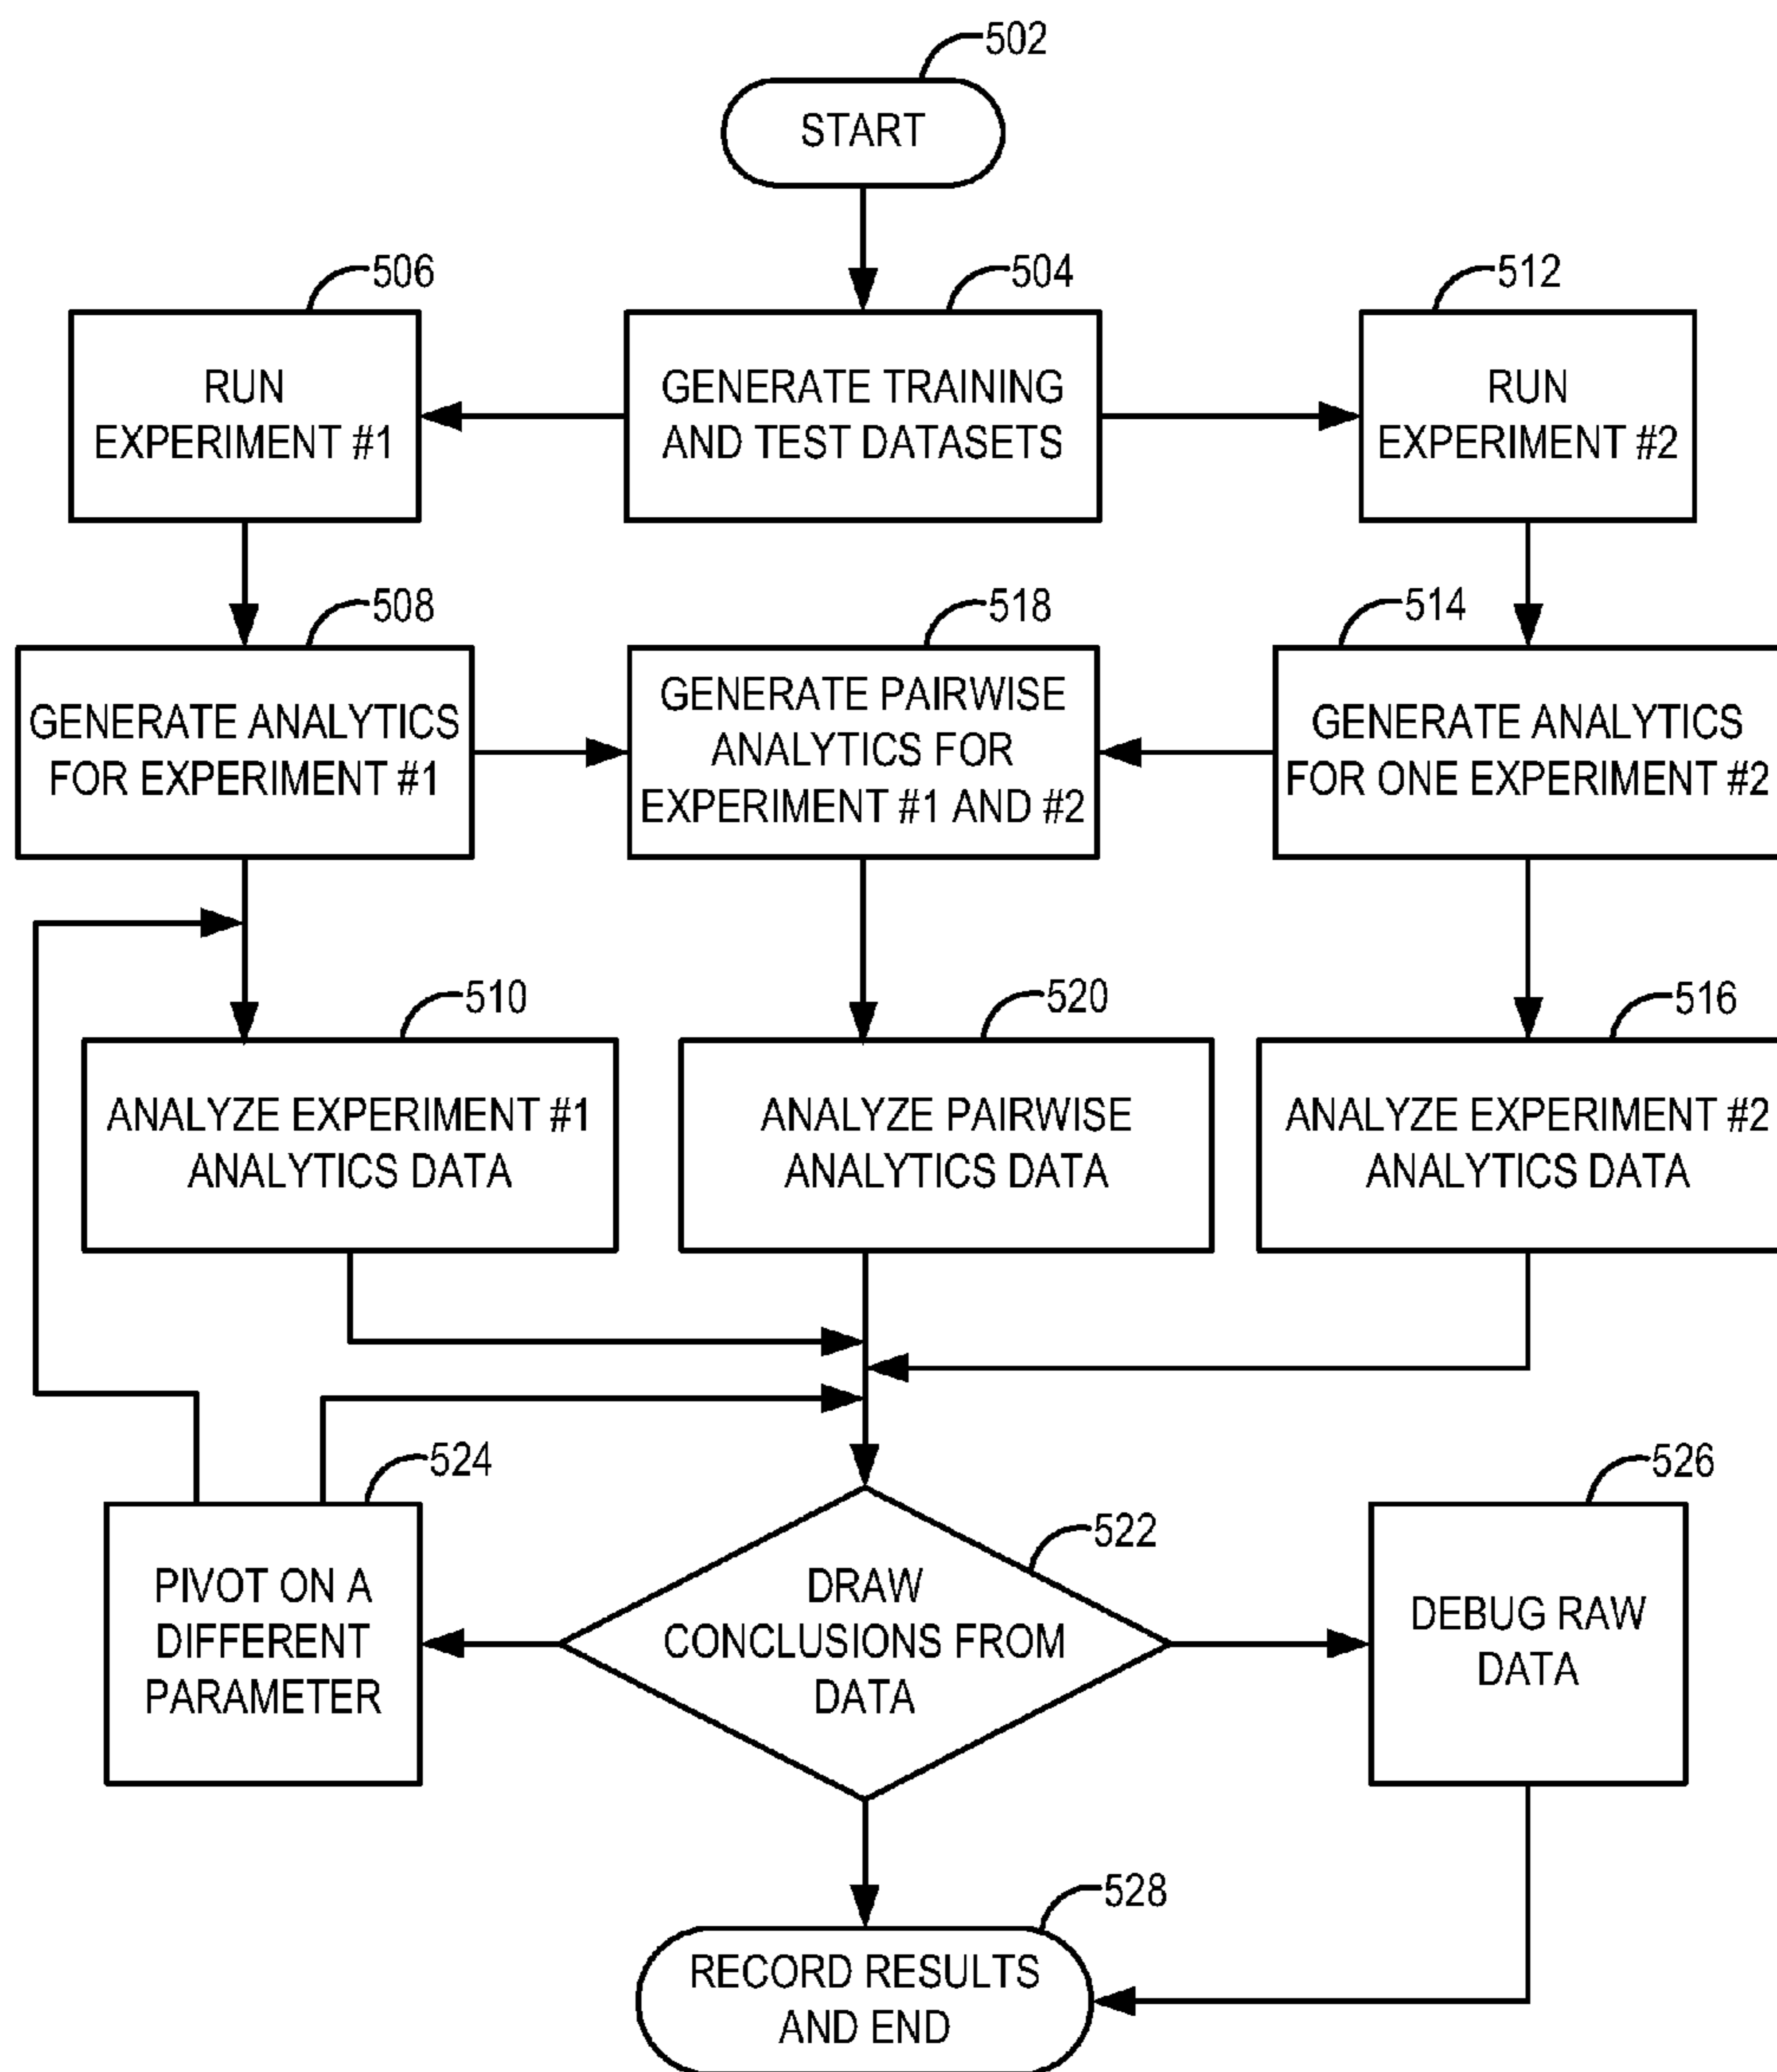 502
START
506
504
512
RUN
EXPERIMENT #1
GENERATE TRAINING
AND TEST DATASETS
RUN
EXPERIMENT #2
508
518
514
GENERATE ANALYTICS
FOR EXPERIMENT #1
GENERATE PAIRWISE
ANALYTICS FOR
EXPERIMENT #1 AND #2
GENERATE ANALYTICS
FOR ONE EXPERIMENT #2
510
520
516
ANALYZE EXPERIMENT #1
ANALYTICS DATA
ANALYZE PAIRWISE
ANALYTICS DATA
ANALYZE EXPERIMENT #2
ANALYTICS DATA
524
522
526
PIVOT ON A
DIFFERENT
PARAMETER
DRAW
CONCLUSIONS FROM
DATA
DEBUG RAW
DATA
528
RECORD RESULTS
AND END